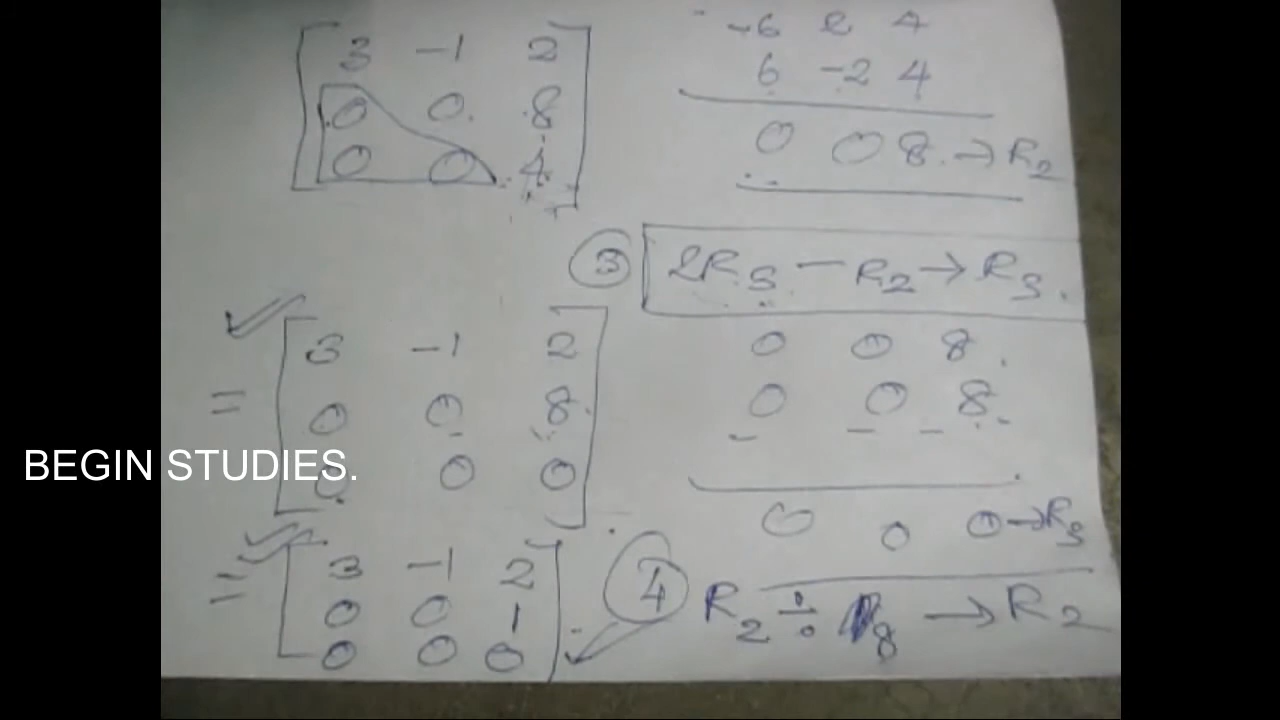 3 -1 2
0 0 8
0 0 4
-6 2 4
6 -2 4
0 0 8 → R2
③ 2R3 - R2 → R3
0 0 8
0 0 8
- - -
0 0 0 → R3
= 3 -1 2
0 0 8
0 0 0
BEGIN STUDIES.
④ R2 ÷ 8 → R2
= 3 -1 2
0 0 1
0 0 0